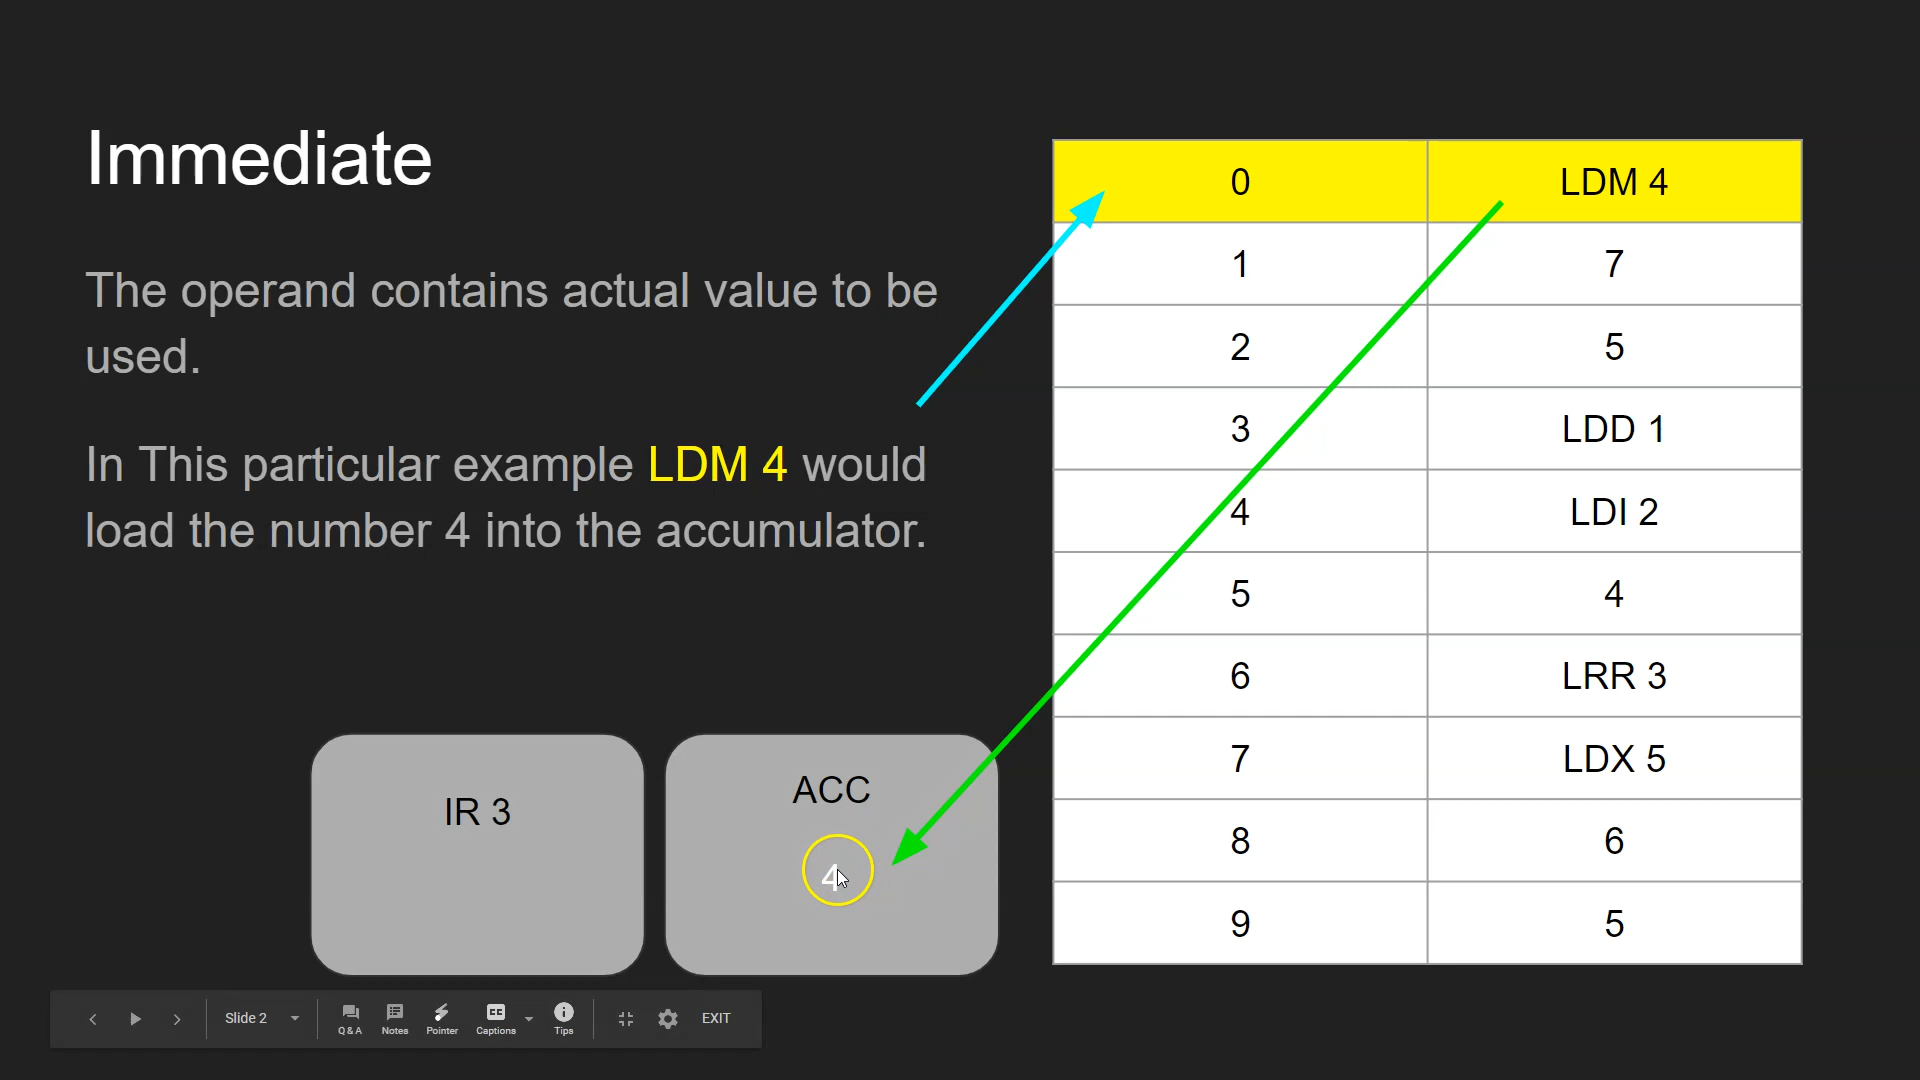 Immediate
The operand contains actual value to be
used.
In This particular example LDM 4 would
load the number 4 into the accumulator.
0 LDM 4
1 7
2 5
3 LDD 1
4 LDI 2
5 4
6 LRR 3
7 LDX 5
8 6
9 5
IR 3
ACC
4
Slide 2
Q & A
Notes
Pointer
CC
Captions
Tips
EXIT